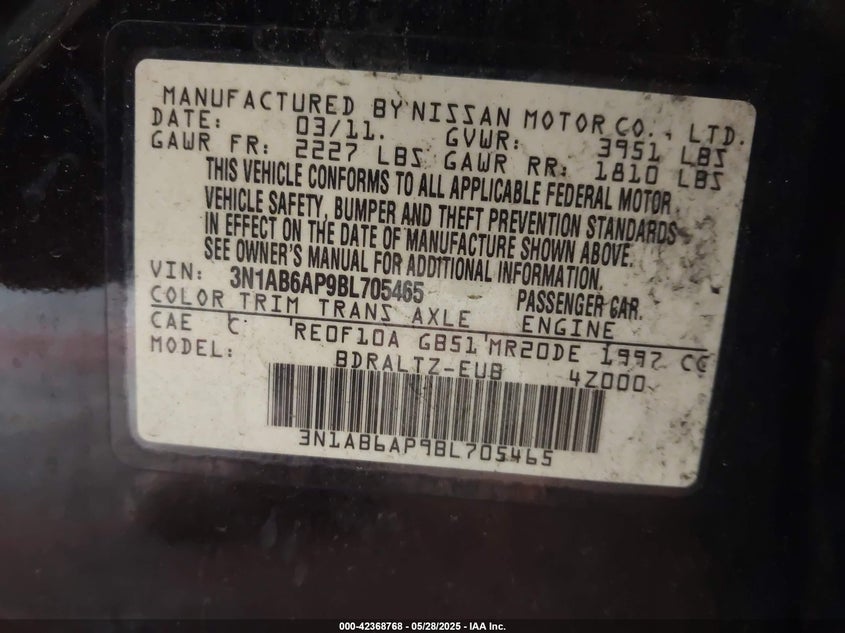 MANUFACTURED BY NISSAN MOTOR CO., LTD.
DATE: 03/11. GVWR: 3951 LBS
GAWR FR: 2227 LBS GAWR RR: 1810 LBS
THIS VEHICLE CONFORMS TO ALL APPLICABLE FEDERAL MOTOR
VEHICLE SAFETY, BUMPER AND THEFT PREVENTION STANDARDS
IN EFFECT ON THE DATE OF MANUFACTURE SHOWN ABOVE.
SEE OWNER'S MANUAL FOR ADDITIONAL INFORMATION.
VIN: 3N1AB6AP9BL705465 PASSENGER CAR.
COLOR TRIM TRANS AXLE ENGINE
CAE C RE0F10A GB51 MR20DE 1997 CC
MODEL: BDRALTZ-EUB 4Z000
3N1AB6AP9BL705465
000-42368768 - 05/28/2025 - IAA Inc.